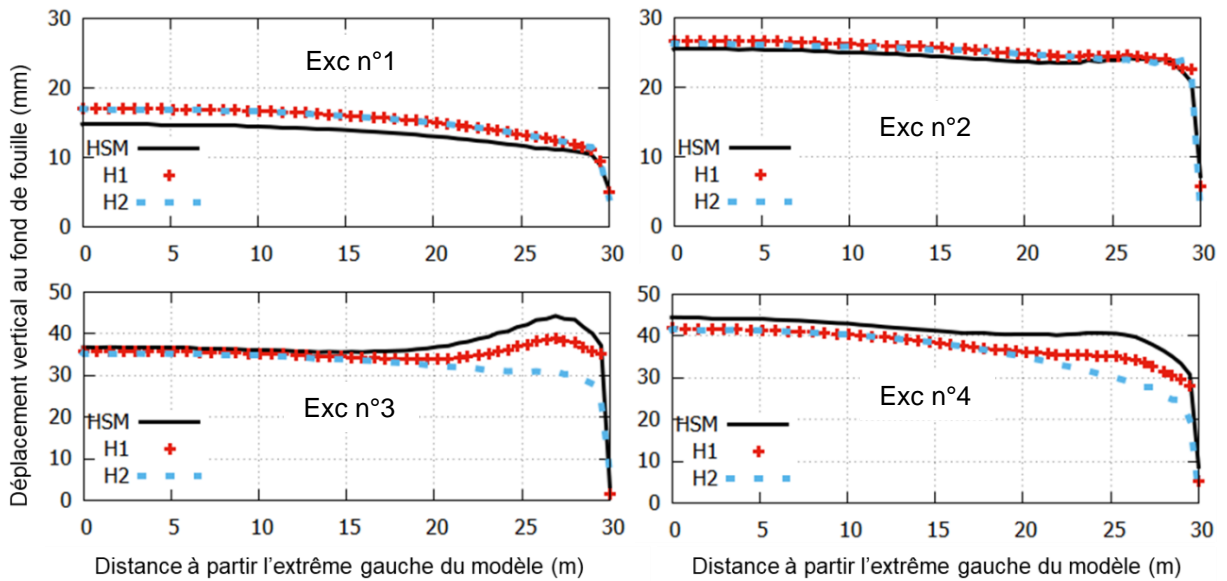 Déplacement vertical au fond de fouille (mm)
30
20
10
0
Exc n°1
HSM
H1
H2
0 5 10 15 20 25 30
30
20
10
0
Exc n°2
HSM
H1
H2
0 5 10 15 20 25 30
50
40
30
20
10
0
Exc n°3
HSM
H1
H2
0 5 10 15 20 25 30
Distance à partir l’extrême gauche du modèle (m)
50
40
30
20
10
0
Exc n°4
HSM
H1
H2
0 5 10 15 20 25 30
Distance à partir l’extrême gauche du modèle (m)